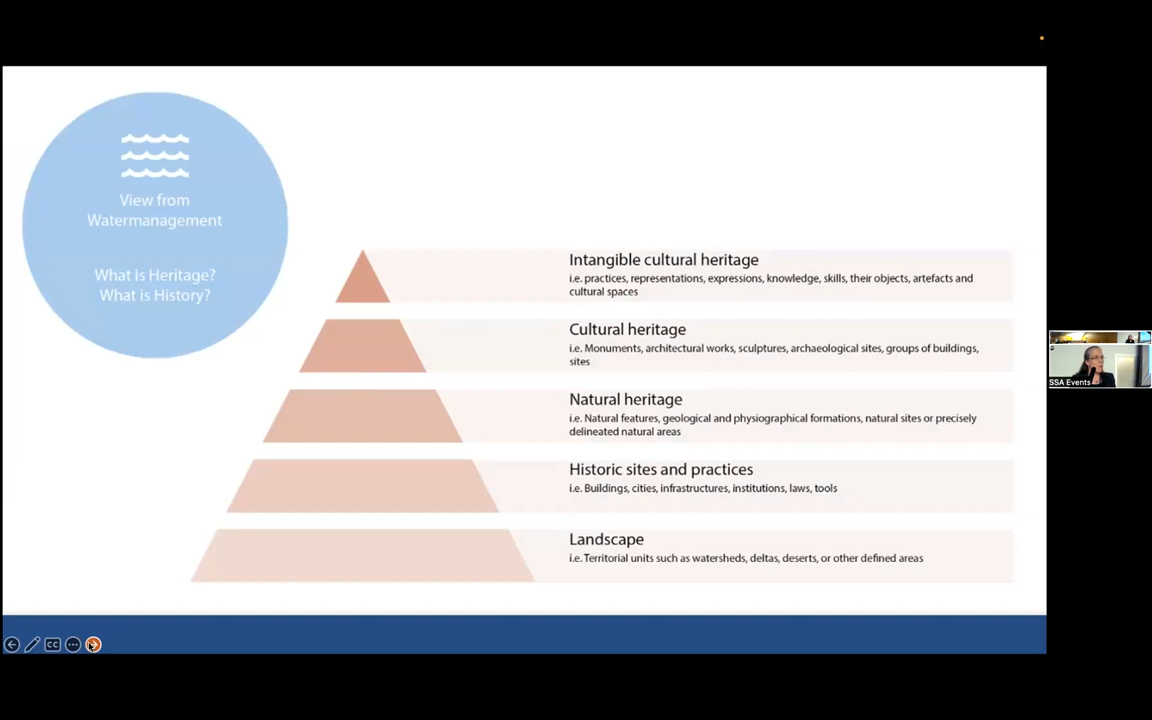 View from
Watermanagement
What is Heritage?
What is History?
Intangible cultural heritage
i.e. practices, representations, expressions, knowledge, skills, their objects, artefacts and
cultural spaces
Cultural heritage
i.e. Monuments, architectural works, sculptures, archaeological sites, groups of buildings,
sites
Natural heritage
i.e. Natural features, geological and physiographical formations, natural sites or precisely
delineated natural areas
Historic sites and practices
i.e. Buildings, cities, infrastructures, institutions, laws, tools
Landscape
i.e. Territorial units such as watersheds, deltas, deserts, or other defined areas
SSA Events
CC